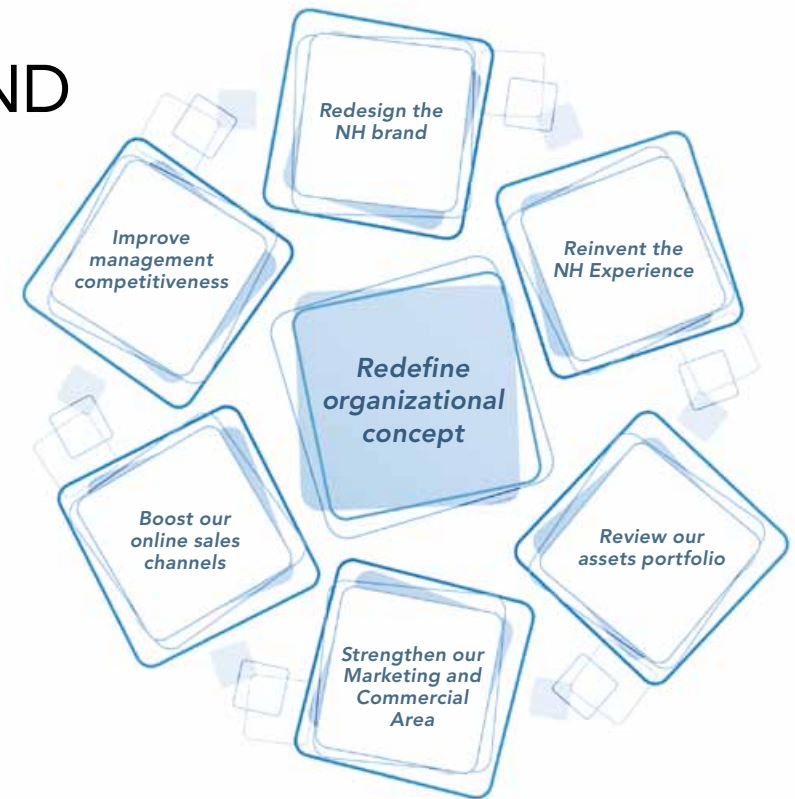 ND
Redesign the
NH brand
Reinvent the
NH Experience
Improve
management
competitiveness
Redefine
organizational
concept
Boost our
online sales
channels
Review our
assets portfolio
Strengthen our
Marketing and
Commercial
Area